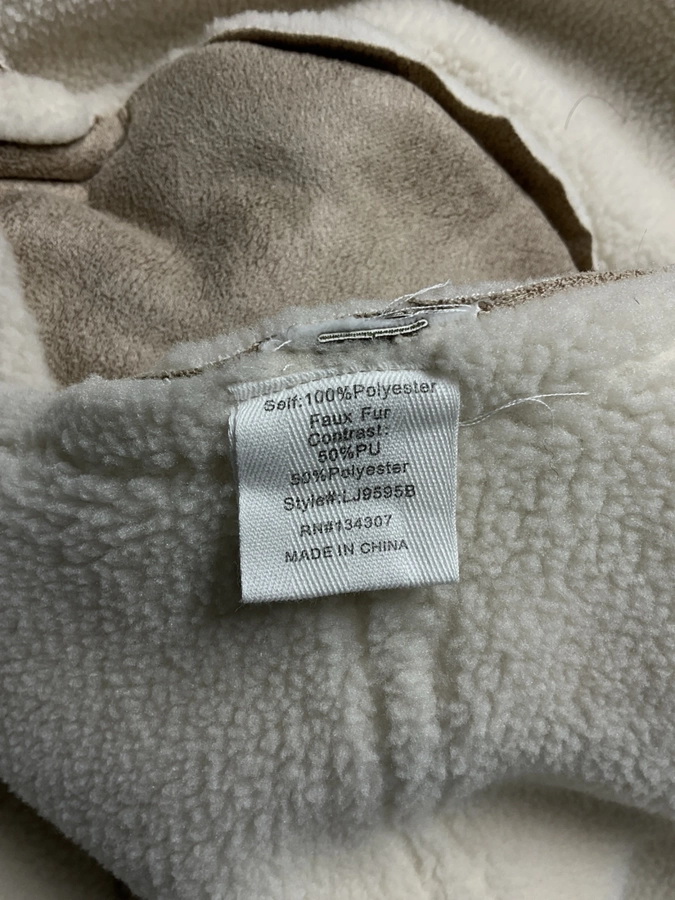 Self:100%Polyester
Faux Fur
Contrast:
50%PU
50%Polyester
Style#:LJ9595B
RN#134307
MADE IN CHINA